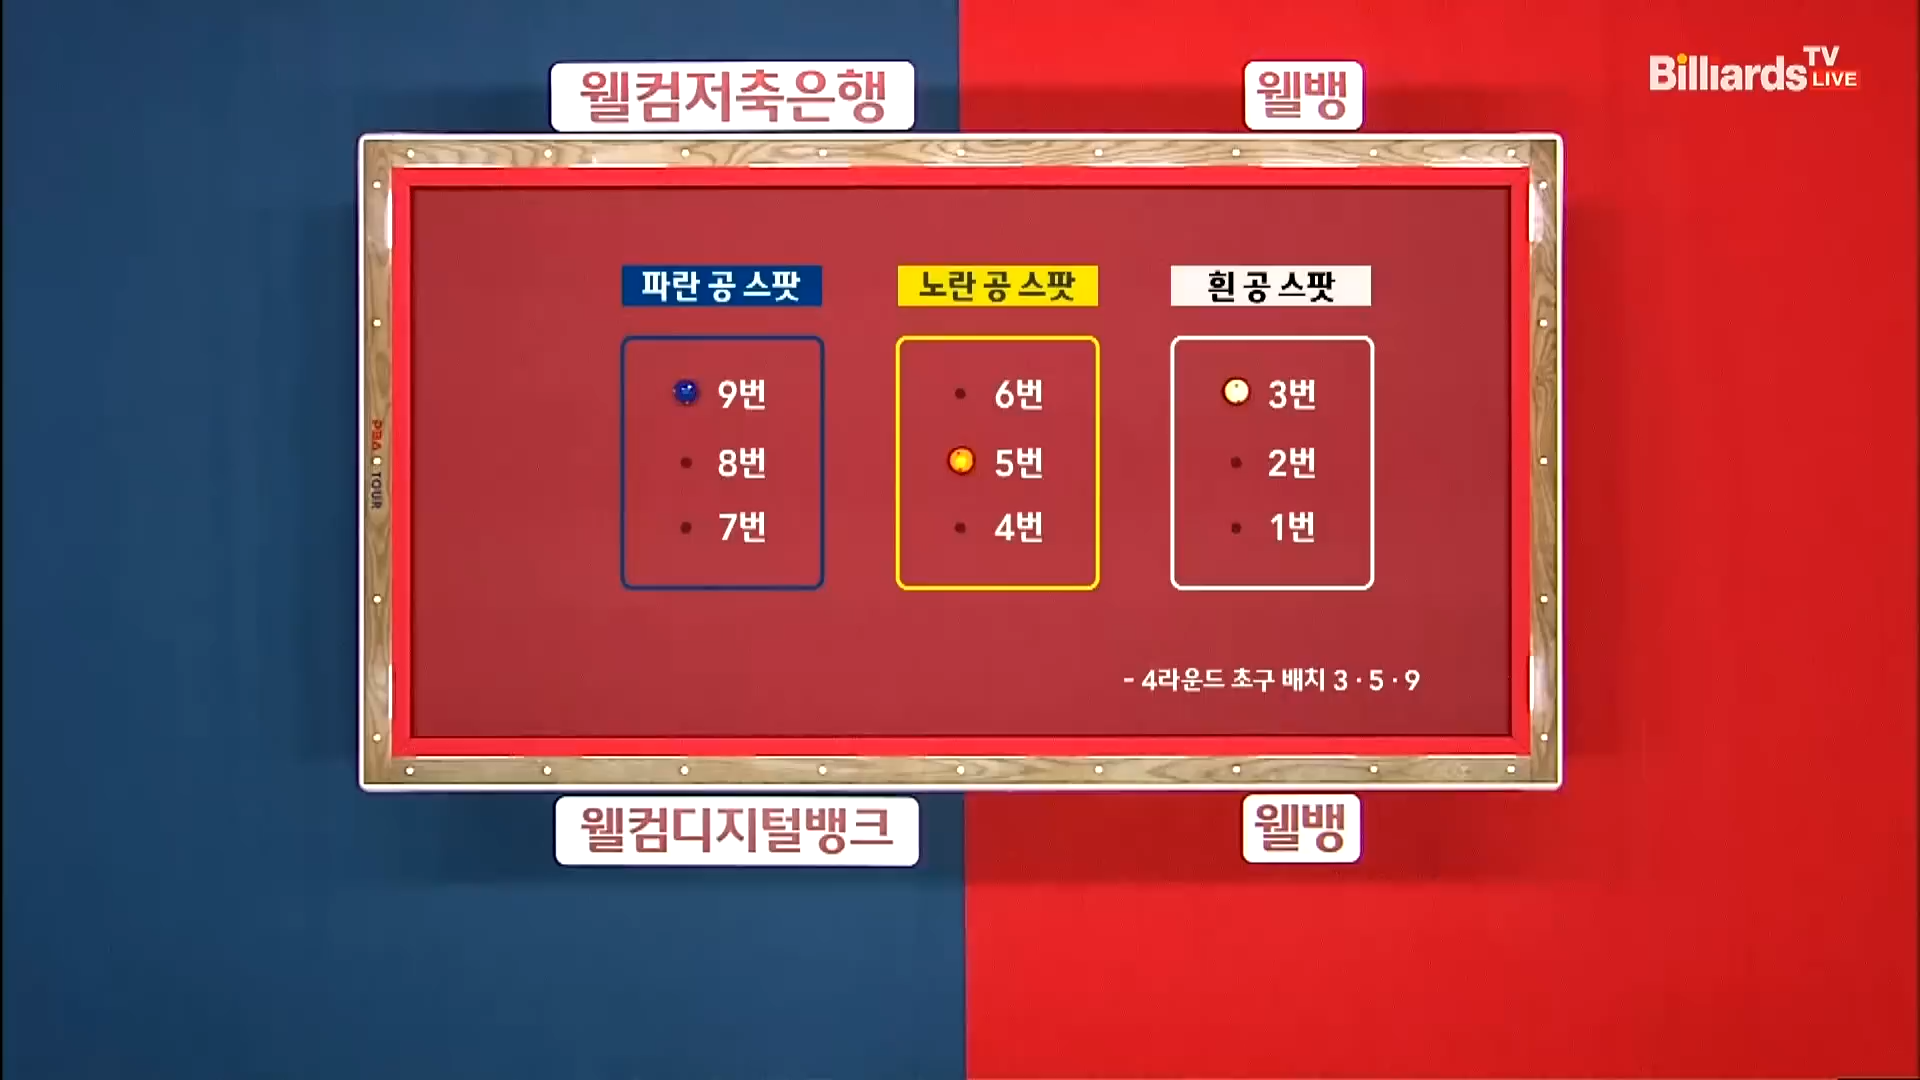 Billiards TV LIVE
웰컴저축은행
웰뱅
파란 공 스팟
노란 공 스팟
흰 공 스팟
9번
6번
3번
8번
5번
2번
7번
4번
1번
PBA TOUR
- 4라운드 초구 배치 3 · 5 · 9
웰컴디지털뱅크
웰뱅